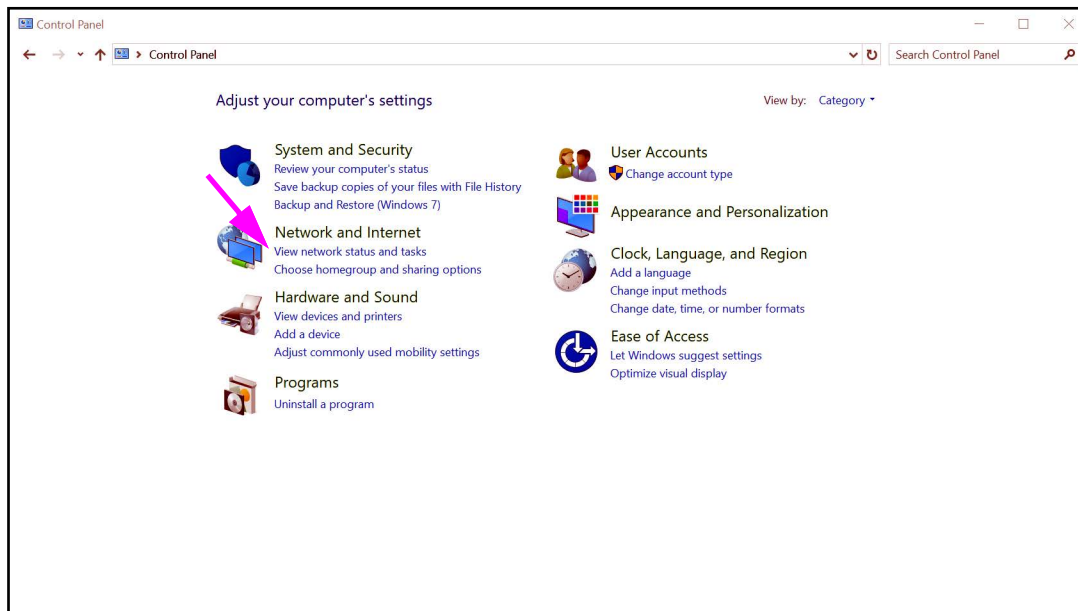 Control Panel
Control Panel
Search Control Panel
Adjust your computer's settings
View by: Category
System and Security
Review your computer's status
Save backup copies of your files with File History
Backup and Restore (Windows 7)
Network and Internet
View network status and tasks
Choose homegroup and sharing options
Hardware and Sound
View devices and printers
Add a device
Adjust commonly used mobility settings
Programs
Uninstall a program
User Accounts
Change account type
Appearance and Personalization
Clock, Language, and Region
Add a language
Change input methods
Change date, time, or number formats
Ease of Access
Let Windows suggest settings
Optimize visual display